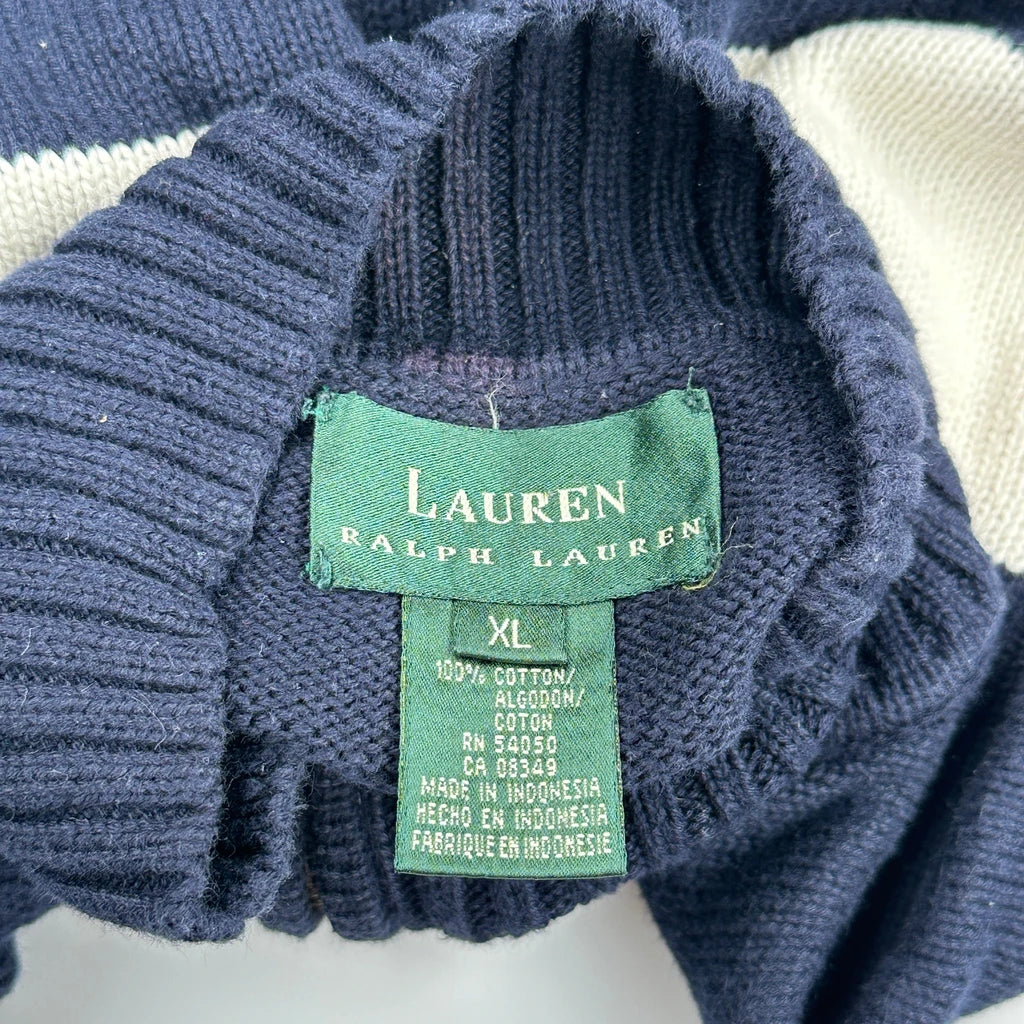 LAUREN
RALPH LAUREN
XL
100% COTTON/
ALGODON/
COTON
RN 54050
CA 08349
MADE IN INDONESIA
HECHO EN INDONESIA
FABRIQUE EN INDONESIE